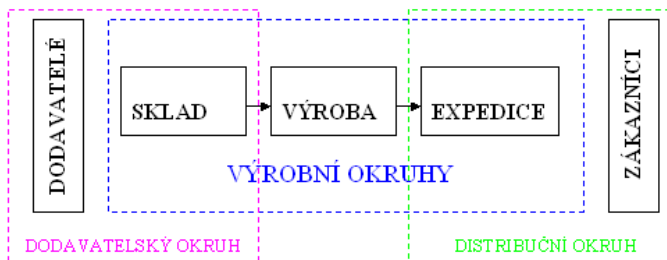 DODAVATELÉ
SKLAD
VÝROBA
EXPEDICE
ZÁKAZNÍCI
VÝROBNÍ OKRUHY
DODAVATELSKÝ OKRUH
DISTRIBUČNÍ OKRUH